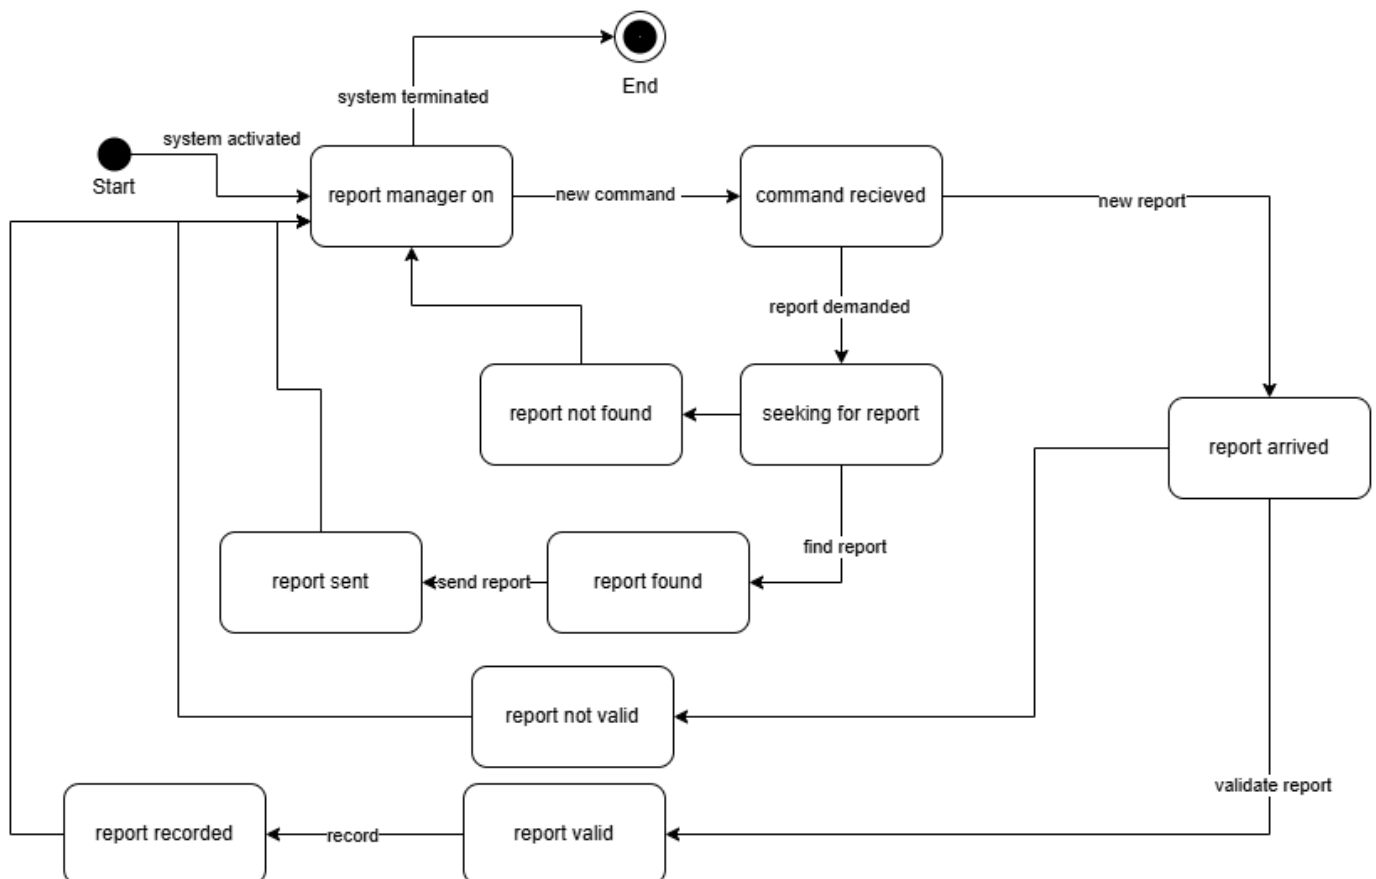 End
system terminated
system activated
Start
report manager on
new command
command recieved
new report
report demanded
report not found
seeking for report
report arrived
find report
report sent
send report
report found
report not valid
validate report
report recorded
record
report valid